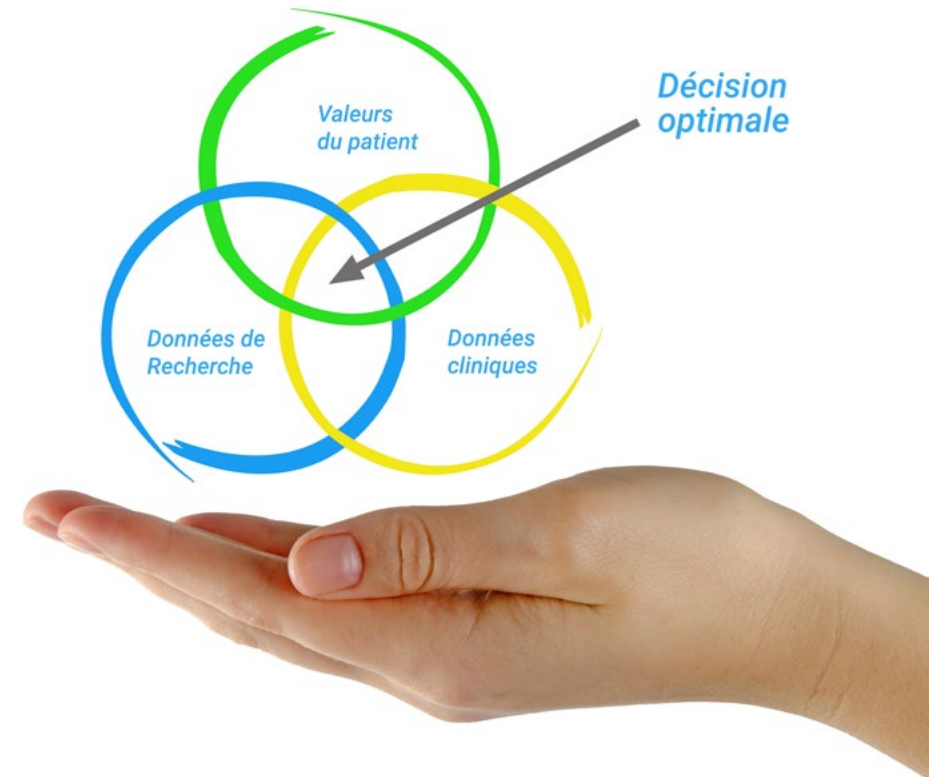 Valeurs
du patient
Décision
optimale
Données de
Recherche
Données
cliniques